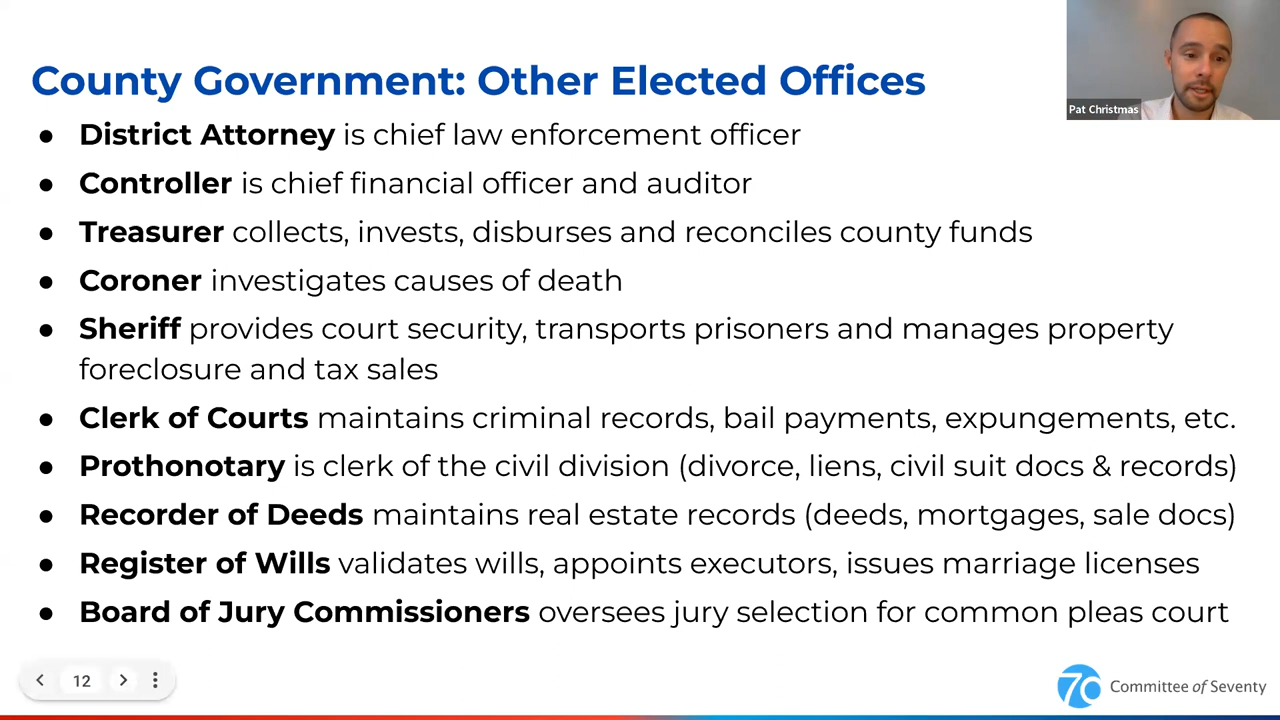 County Government: Other Elected Offices
Pat Christmas
● District Attorney is chief law enforcement officer
● Controller is chief financial officer and auditor
● Treasurer collects, invests, disburses and reconciles county funds
● Coroner investigates causes of death
● Sheriff provides court security, transports prisoners and manages property
foreclosure and tax sales
● Clerk of Courts maintains criminal records, bail payments, expungements, etc.
● Prothonotary is clerk of the civil division (divorce, liens, civil suit docs & records)
● Recorder of Deeds maintains real estate records (deeds, mortgages, sale docs)
● Register of Wills validates wills, appoints executors, issues marriage licenses
● Board of Jury Commissioners oversees jury selection for common pleas court
12
70 Committee of Seventy